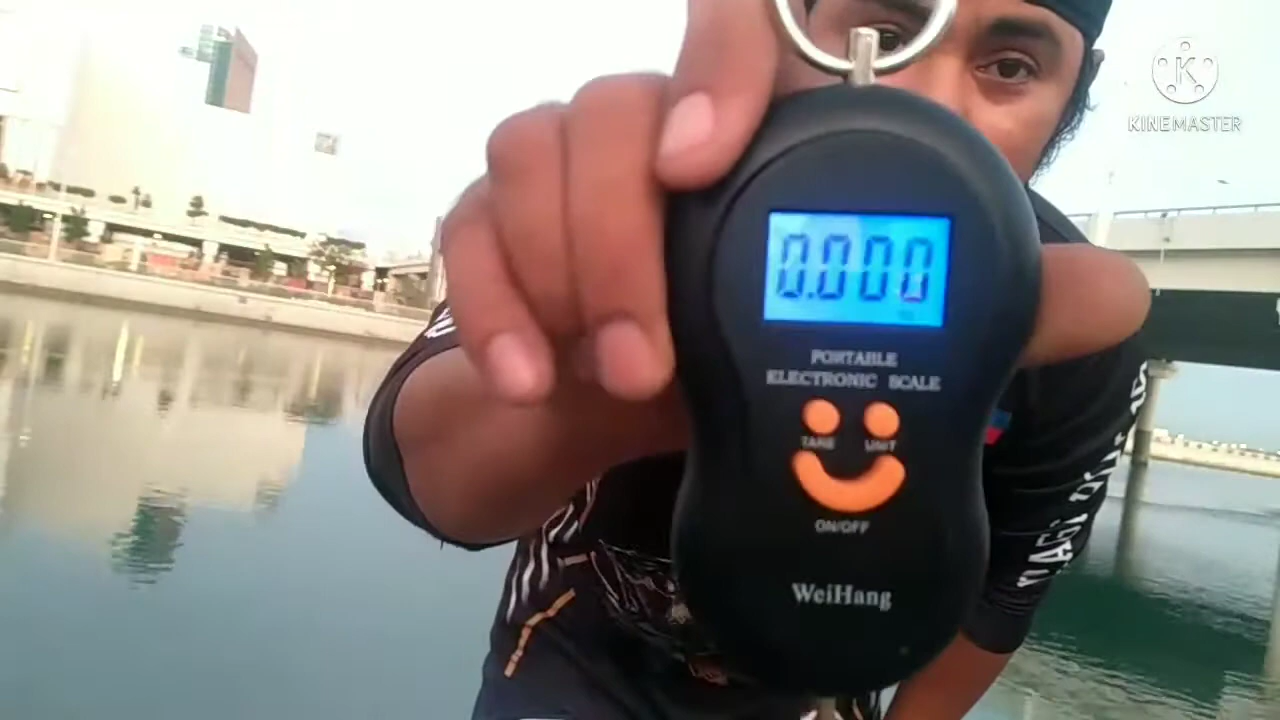 KINEMASTER
0.000
PORTABLE
ELECTRONIC SCALE
TARE UNIT
ON/OFF
WeiHang